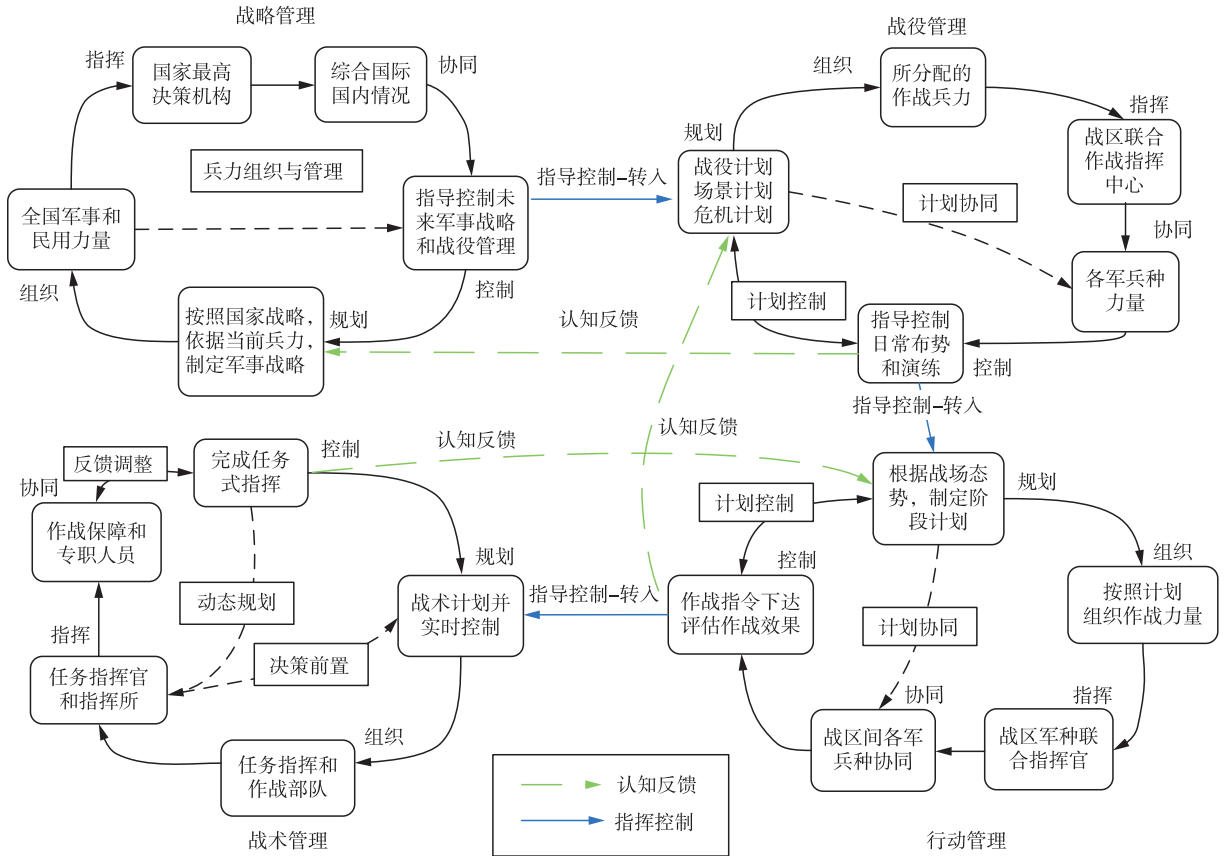 战略管理
指挥
国家最高
决策机构
综合国际
国内情况
协同
兵力组织与管理
全国军事和
民用力量
指导控制未
来军事战略
和战役管理
组织
控制
按照国家战略，
依据当前兵力，
制定军事战略
规划
指导控制-转入
战役管理
组织
所分配的
作战兵力
指挥
规划
战役计划
场景计划
危机计划
战区联合
作战指挥
中心
计划协同
协同
各军兵种
力量
计划控制
指导控制
日常布势
和演练
控制
认知反馈
指导控制-转入
认知反馈
认知反馈
反馈调整
完成任务
式指挥
控制
协同
作战保障和
专职人员
规划
动态规划
战术计划并
实时控制
指挥
决策前置
任务指挥官
和指挥所
组织
任务指挥和
作战部队
战术管理
指导控制-转入
计划控制
根据战场态
势，制定阶
段计划
规划
控制
作战指令下达
评估作战效果
组织
按照计划
组织作战力量
计划协同
协同
指挥
战区间各军
兵种协同
战区军种联
合指挥官
行动管理
认知反馈
指挥控制